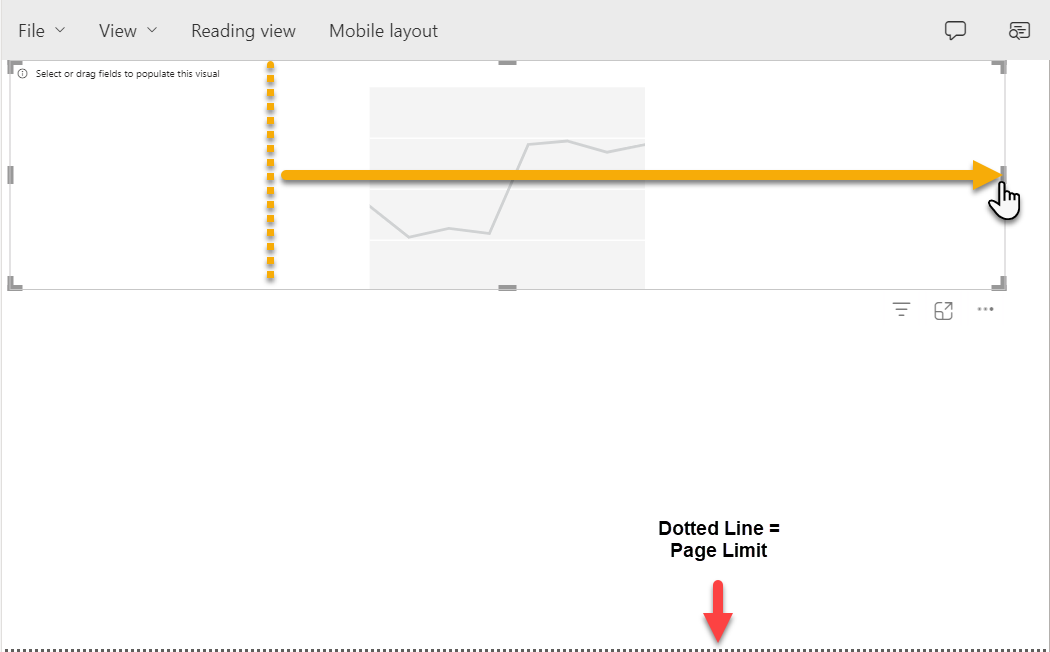 File View Reading view Mobile layout
Select or drag fields to populate this visual
Dotted Line =
Page Limit